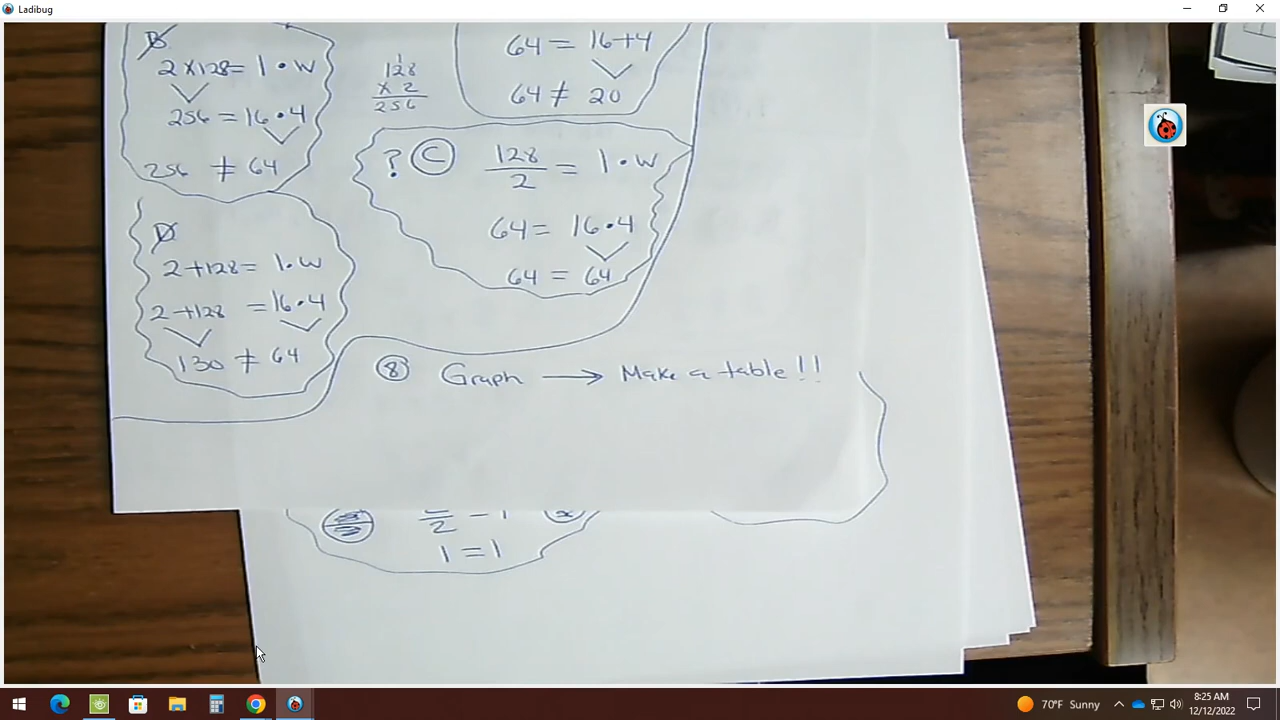 Ladibug
B
2 x 128 = 1 • W
256 = 16 • 4
256 ≠ 64
1
128
x 2
256
64 = 16+4
64 ≠ 20
? C 128/2 = 1 • W
64 = 16 • 4
64 = 64
D
2 + 128 = 1 • W
2 + 128 = 16 • 4
130 ≠ 64
8 Graph → Make a table!!
1 = 1
70°F Sunny
8:25 AM
12/12/2022